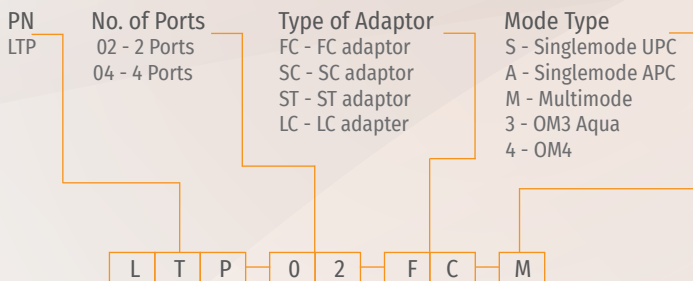 PN
LTP
No. of Ports
02 - 2 Ports
04 - 4 Ports
Type of Adaptor
FC - FC adaptor
SC - SC adaptor
ST - ST adaptor
LC - LC adapter
Mode Type
S - Singlemode UPC
A - Singlemode APC
M - Multimode
3 - OM3 Aqua
4 - OM4
L T P - 0 2 - F C - M